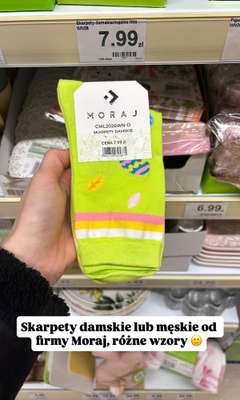 Skarpety damskie/męskie mix
7.99 zł
MORAJ
SKARPETY DAMSKIE
CENA 7.99 zł
6.99
Skarpety damskie lub męskie od
firmy Moraj, różne wzory 🙂